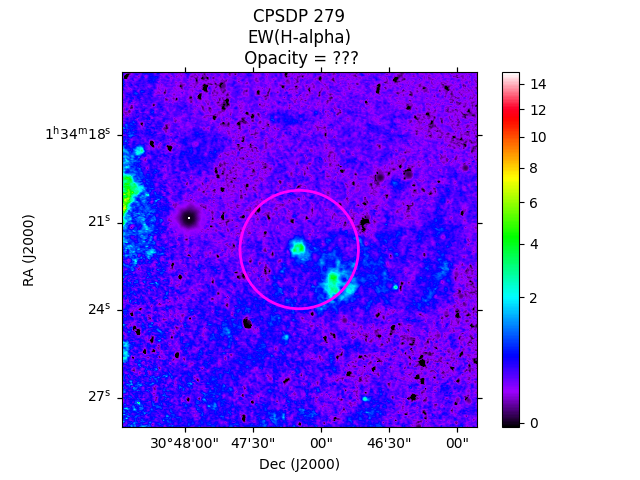 CPSDP 279
EW(H-alpha)
Opacity = ???
1h34m18s
21s
24s
27s
RA (J2000)
30°48'00" 47'30" 00" 46'30" 00"
Dec (J2000)
14
12
10
8
6
4
2
0